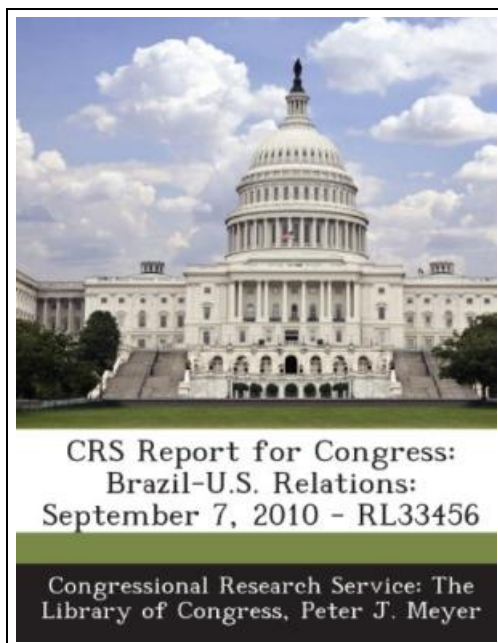 CRS Report for Congress:
Brazil-U.S. Relations:
September 7, 2010 - RL33456
Congressional Research Service: The
Library of Congress, Peter J. Meyer